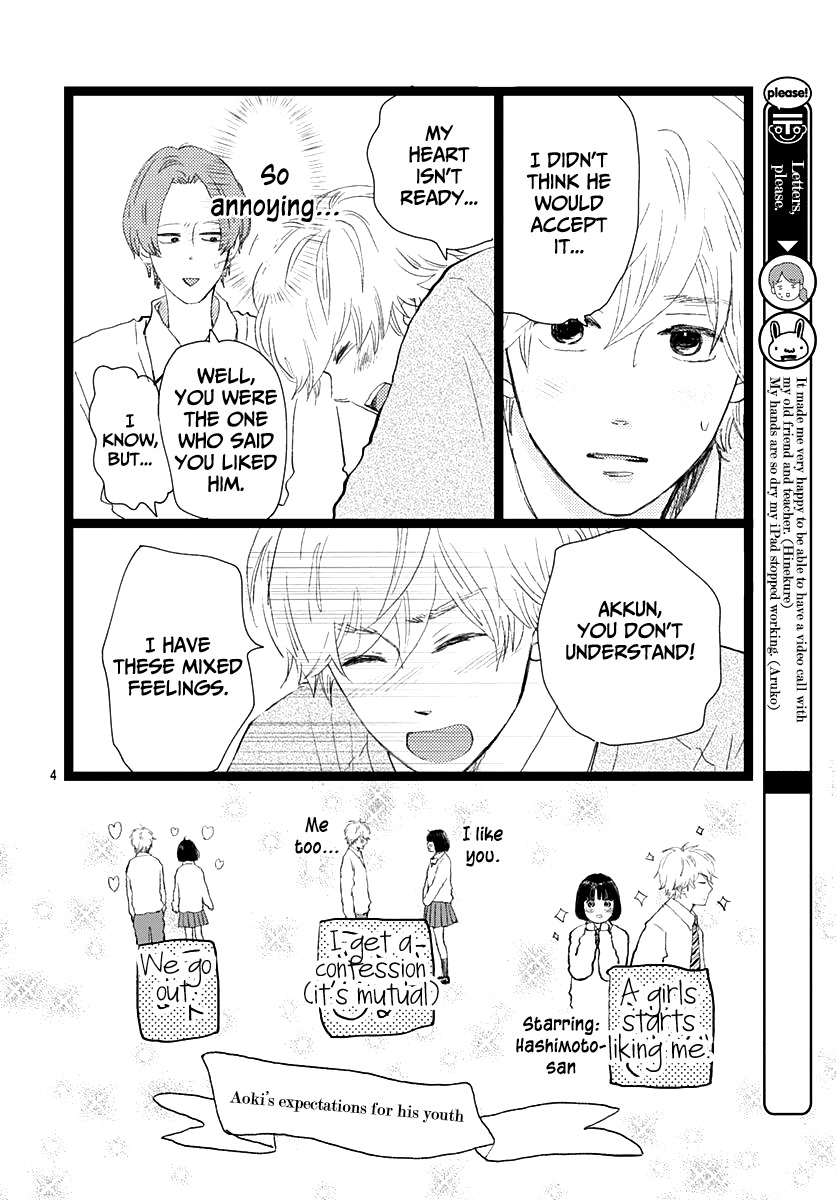 I DIDN'T
THINK HE
WOULD
ACCEPT
IT...
MY
HEART
ISN'T
READY...
So
annoying...
WELL,
YOU WERE
THE ONE
WHO SAID
YOU LIKED
HIM.
I
KNOW,
BUT...
AKKUN,
YOU DON'T
UNDERSTAND!
I HAVE
THESE MIXED
FEELINGS.
4
please!
Letters,
please.
It made me very happy to be able to have a video call with
my old friend and teacher. (Hinekure)
My hands are so dry my iPad stopped working. (Aruko)
A girls
starts
liking me.
Starring:
Hashimoto-
san
I like
you.
Me
too...
I get a
confession
(it's mutual)
We go
out.
Aoki's expectations for his youth